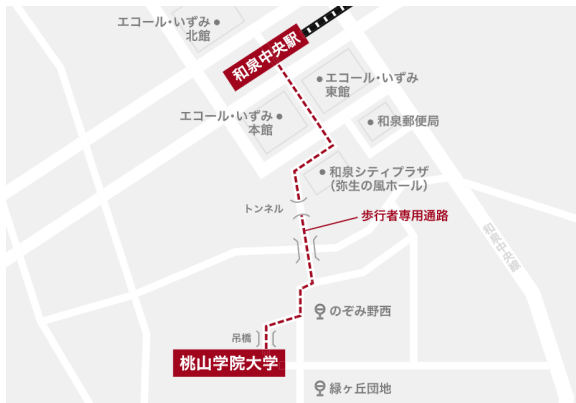 エコール・いずみ
北館
和泉中央駅
エコール・いずみ
東館
エコール・いずみ
本館
和泉郵便局
和泉シティプラザ
（弥生の風ホール）
トンネル
歩行者専用通路
和泉中央線
のぞみ野西
吊橋
桃山学院大学
緑ヶ丘団地